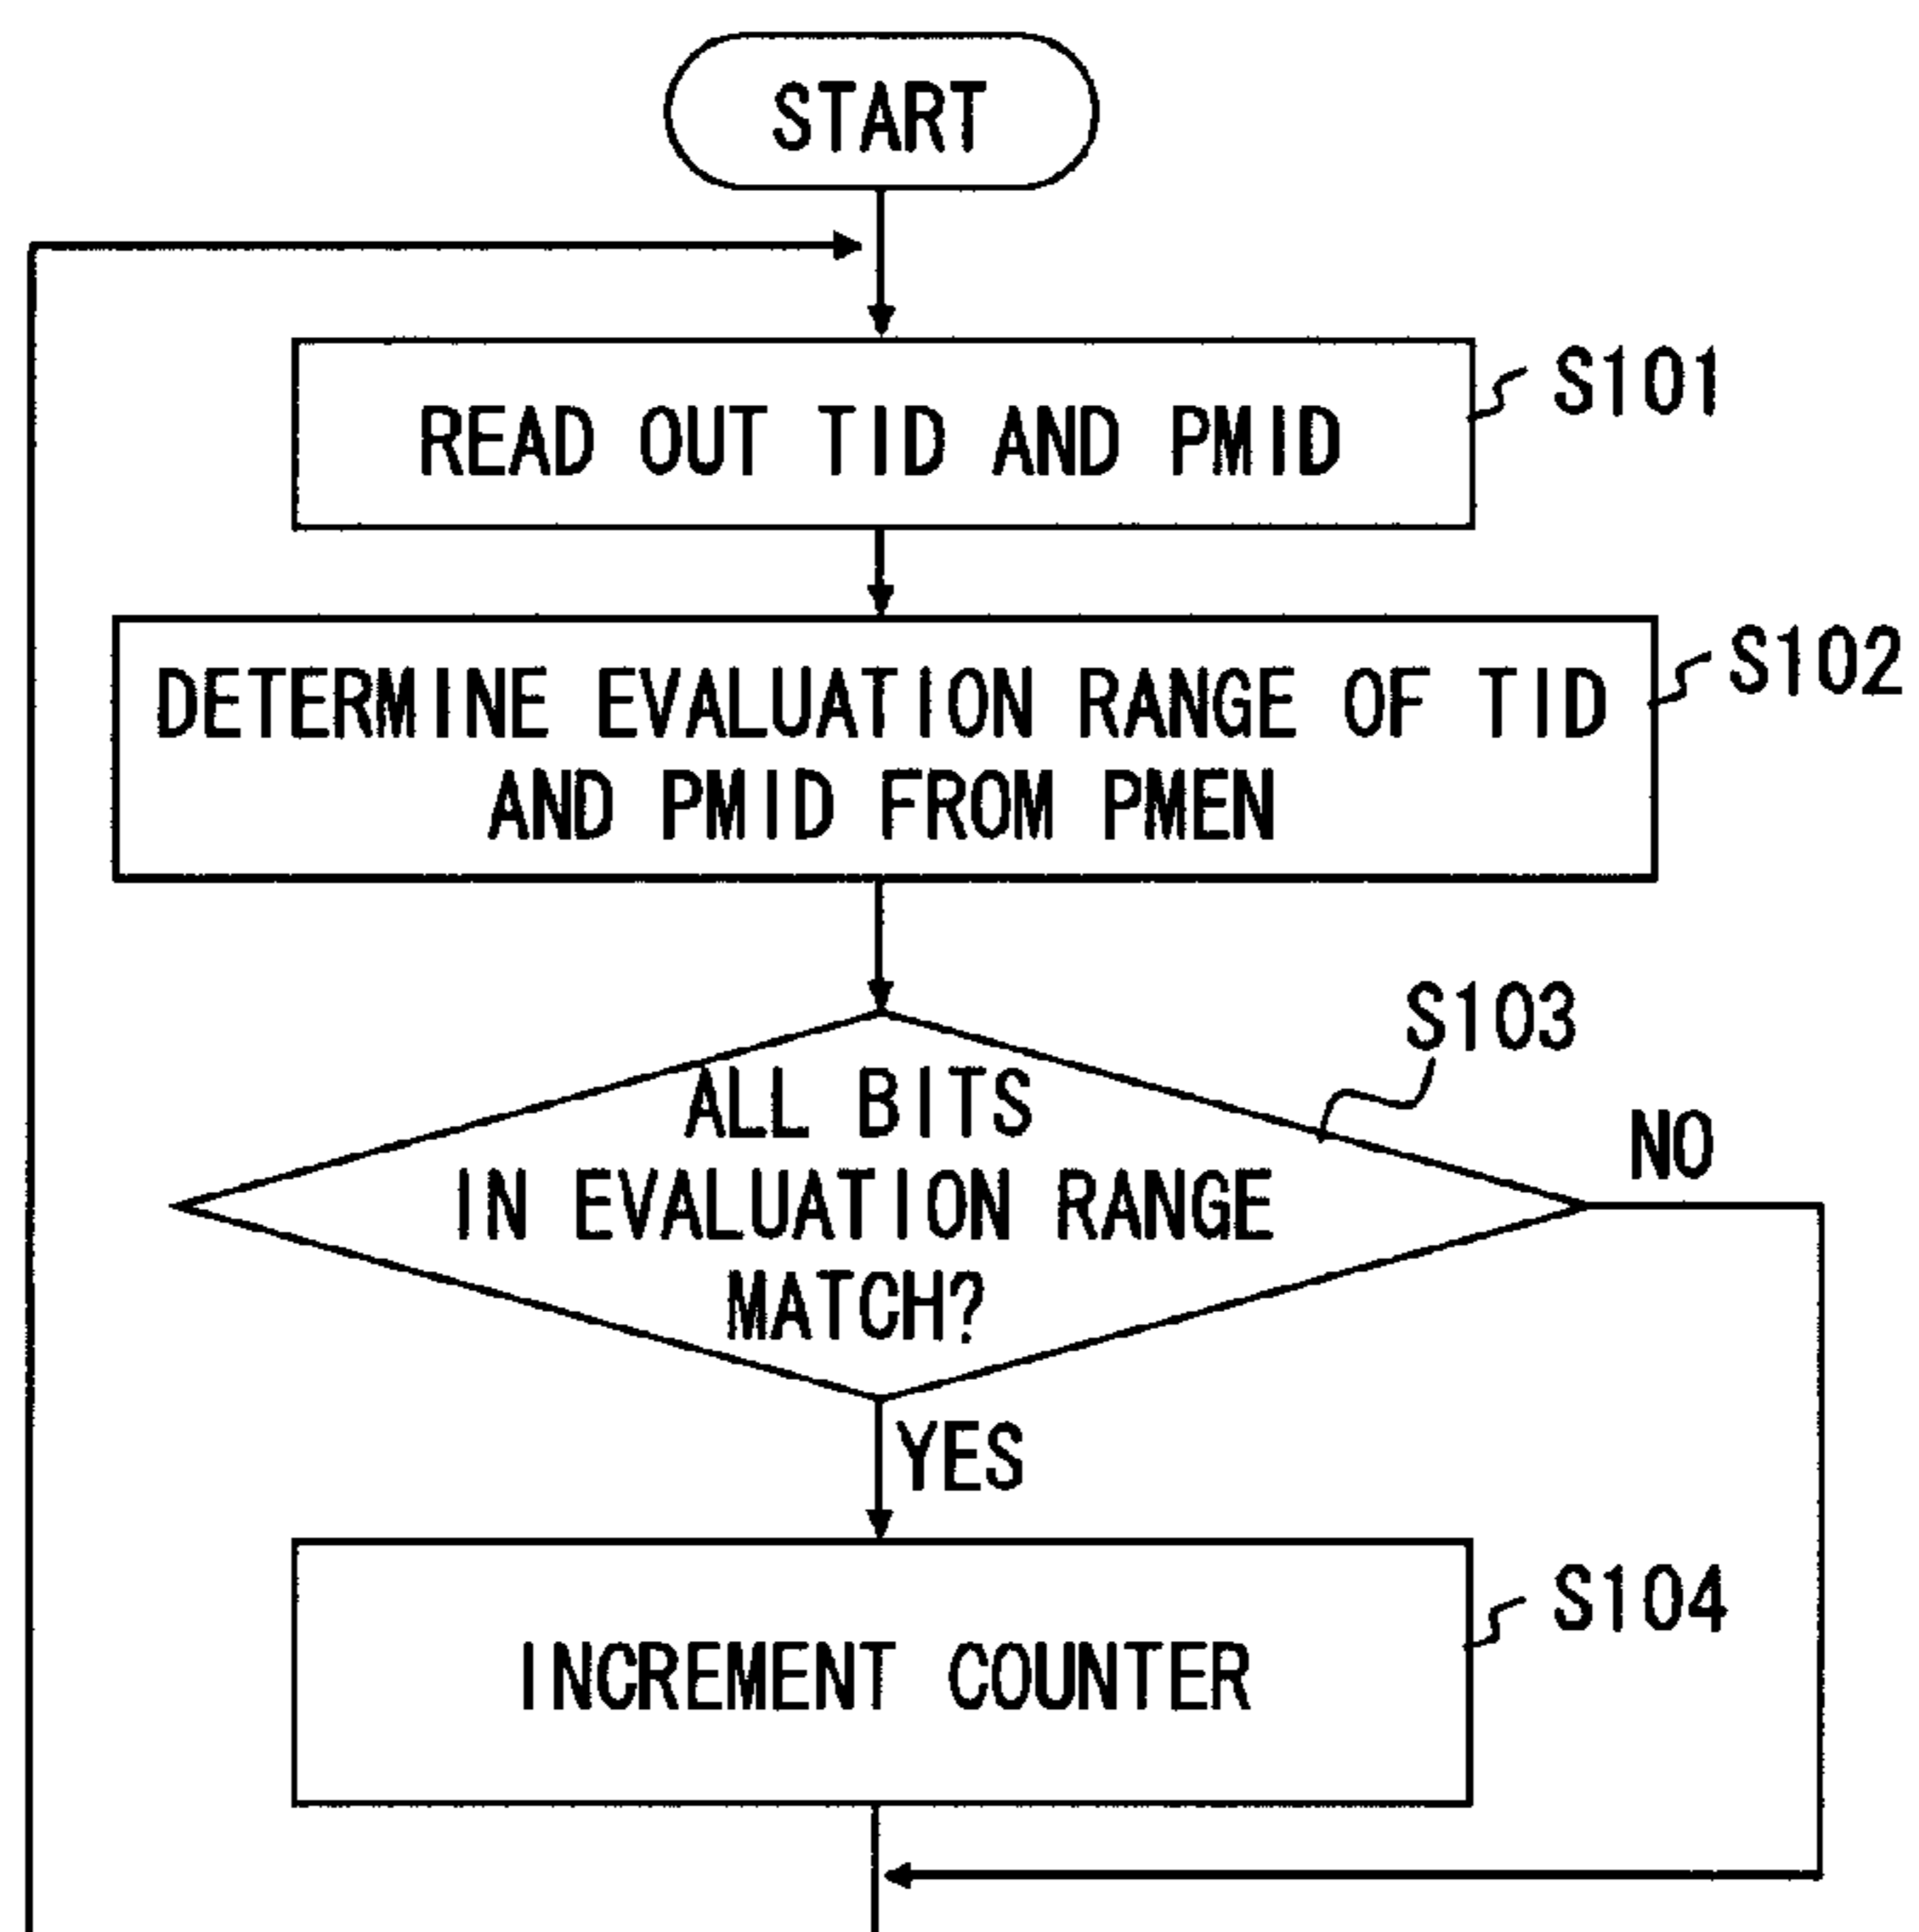 START
READ OUT TID AND PMID
S101
DETERMINE EVALUATION RANGE OF TID
AND PMID FROM PMEN
S102
S103
ALL BITS
IN EVALUATION RANGE
MATCH?
NO
YES
INCREMENT COUNTER
S104